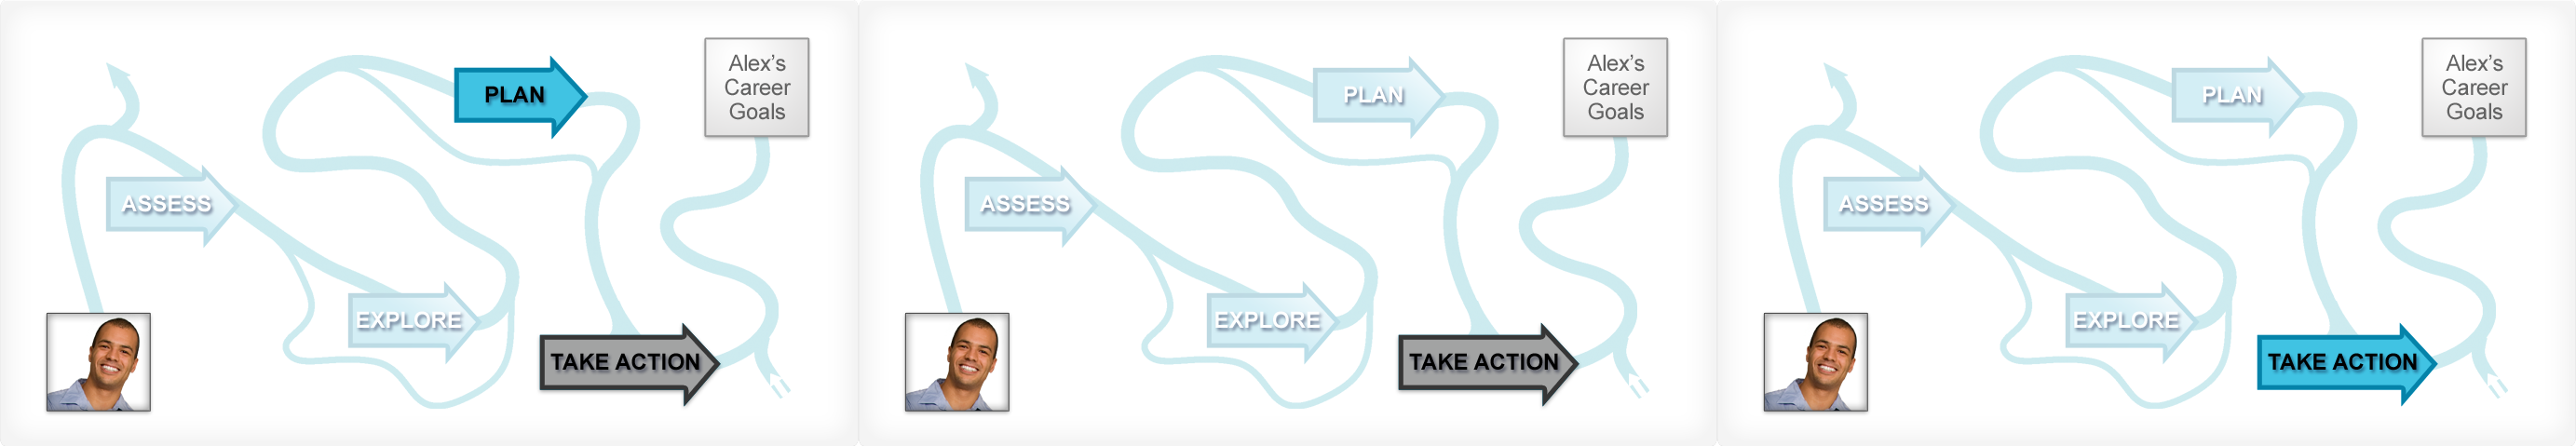 PLAN
Alex's
Career
Goals
ASSESS
EXPLORE
TAKE ACTION
PLAN
Alex's
Career
Goals
ASSESS
EXPLORE
TAKE ACTION
PLAN
Alex's
Career
Goals
ASSESS
EXPLORE
TAKE ACTION